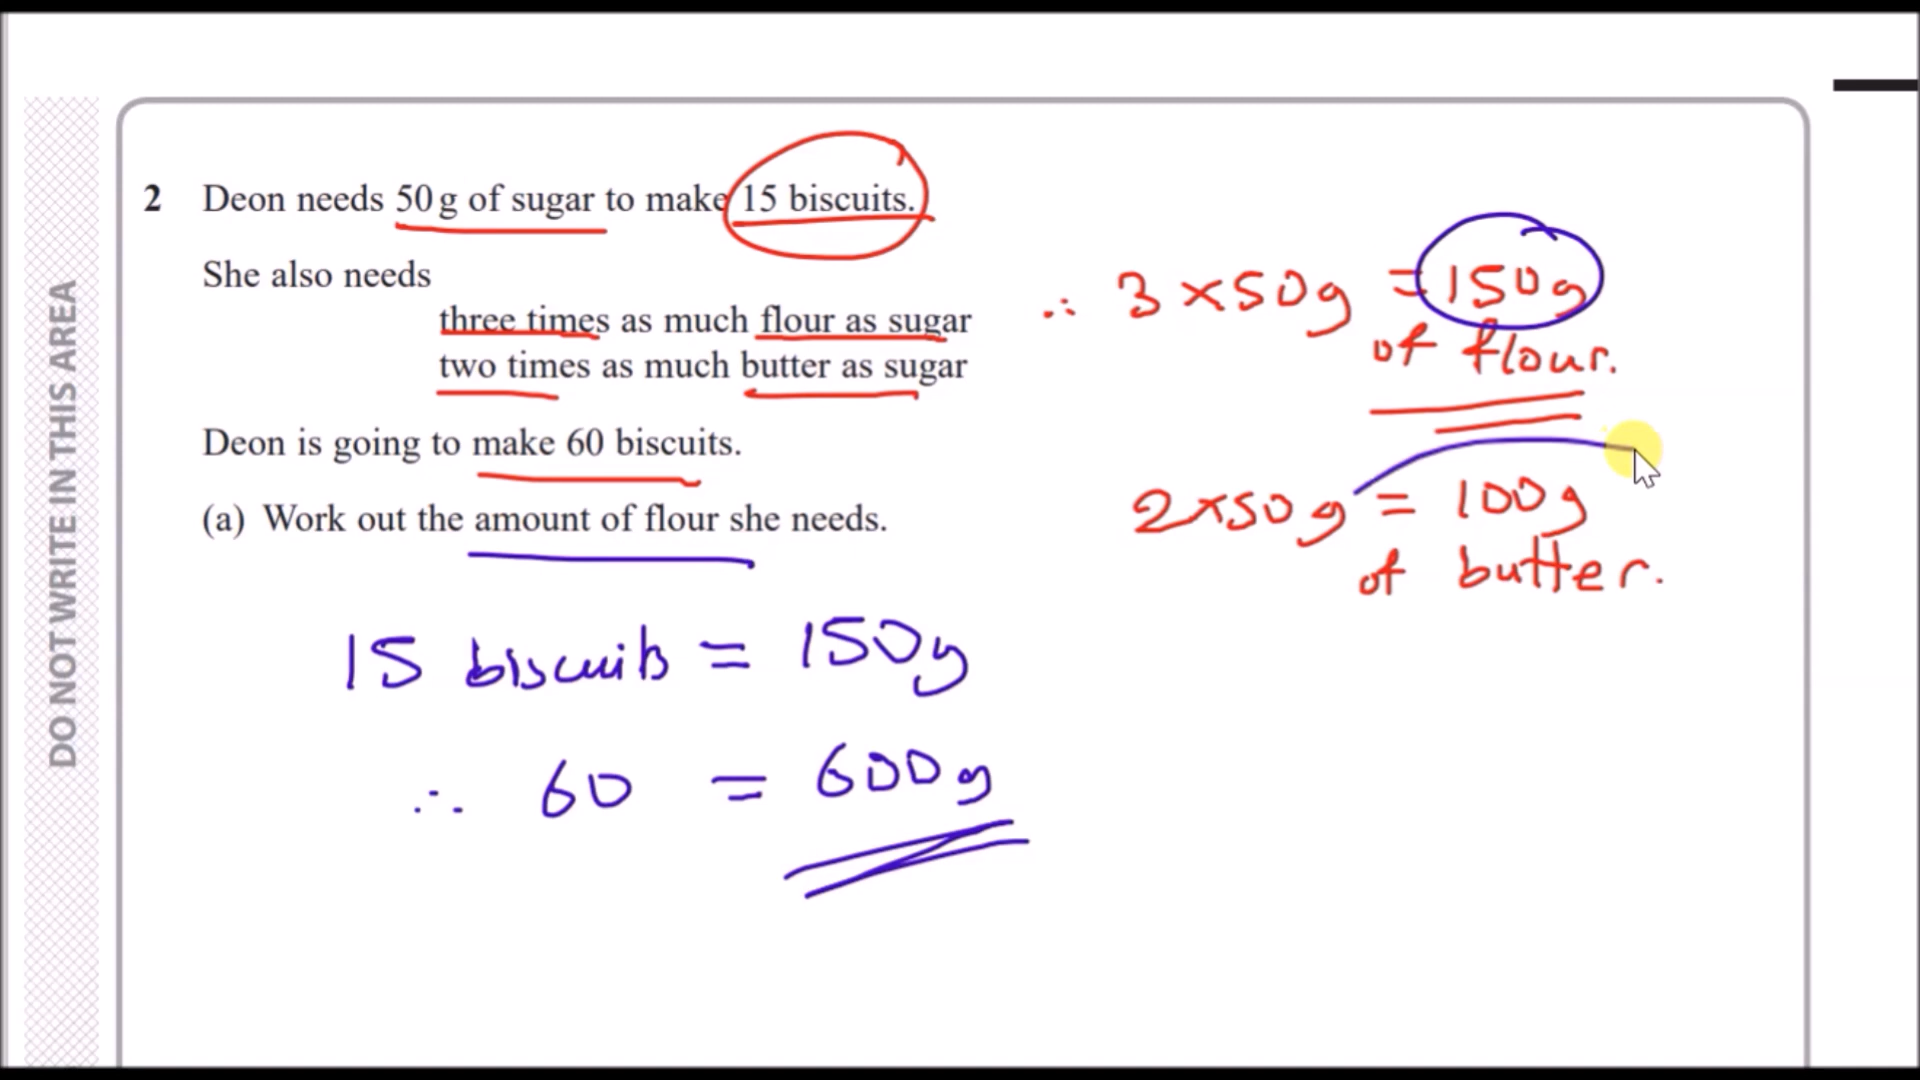 DO NOT WRITE IN THIS AREA
2 Deon needs 50 g of sugar to make 15 biscuits.
She also needs
three times as much flour as sugar
two times as much butter as sugar
Deon is going to make 60 biscuits.
(a) Work out the amount of flour she needs.
∴ 3 × 50g = 150g
of flour.
2 × 50g = 100g
of butter.
15 biscuits = 150g
∴ 60 = 600g